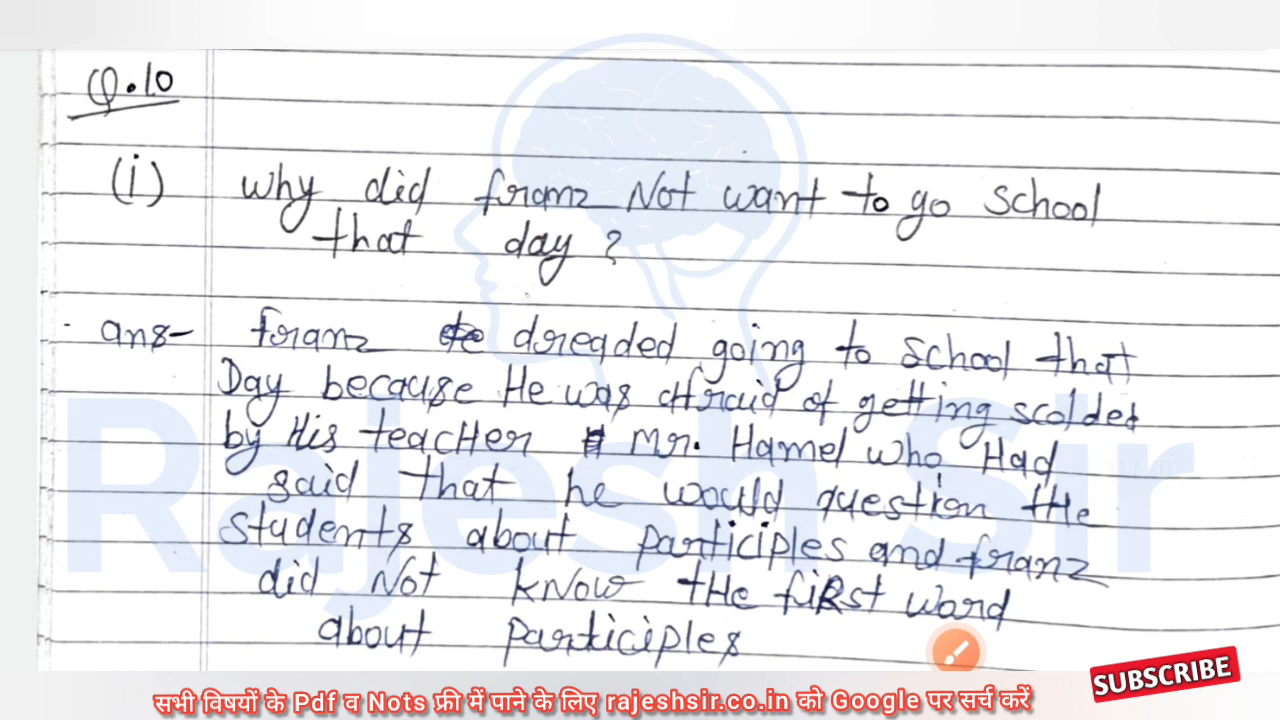 Q.10
(i) why did franz Not want to go school
that day ?
ans- franz dreaded going to school that
Day because He was afraid of getting scolded
by His teacHer Mr. Hamel who Had
said that he would question tHe
students about participles and franz
did Not know tHe fiRst word
about participles
Rajesh Sir
सभी विषयों के Pdf व Nots फ्री में पाने के लिए rajeshsir.co.in को Google पर सर्च करें
SUBSCRIBE